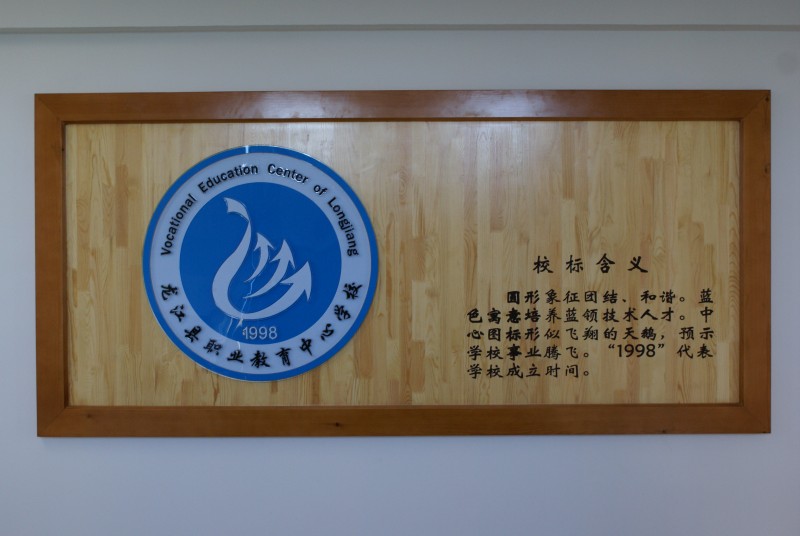 Vocational Education Center of Longjiang
1998
龙江县职业教育中心学校
校标含义
圆形象征团结、和谐。蓝
色寓意培养蓝领技术人才。中
心图标形似飞翔的天鹅，预示
学校事业腾飞。“1998”代表
学校成立时间。